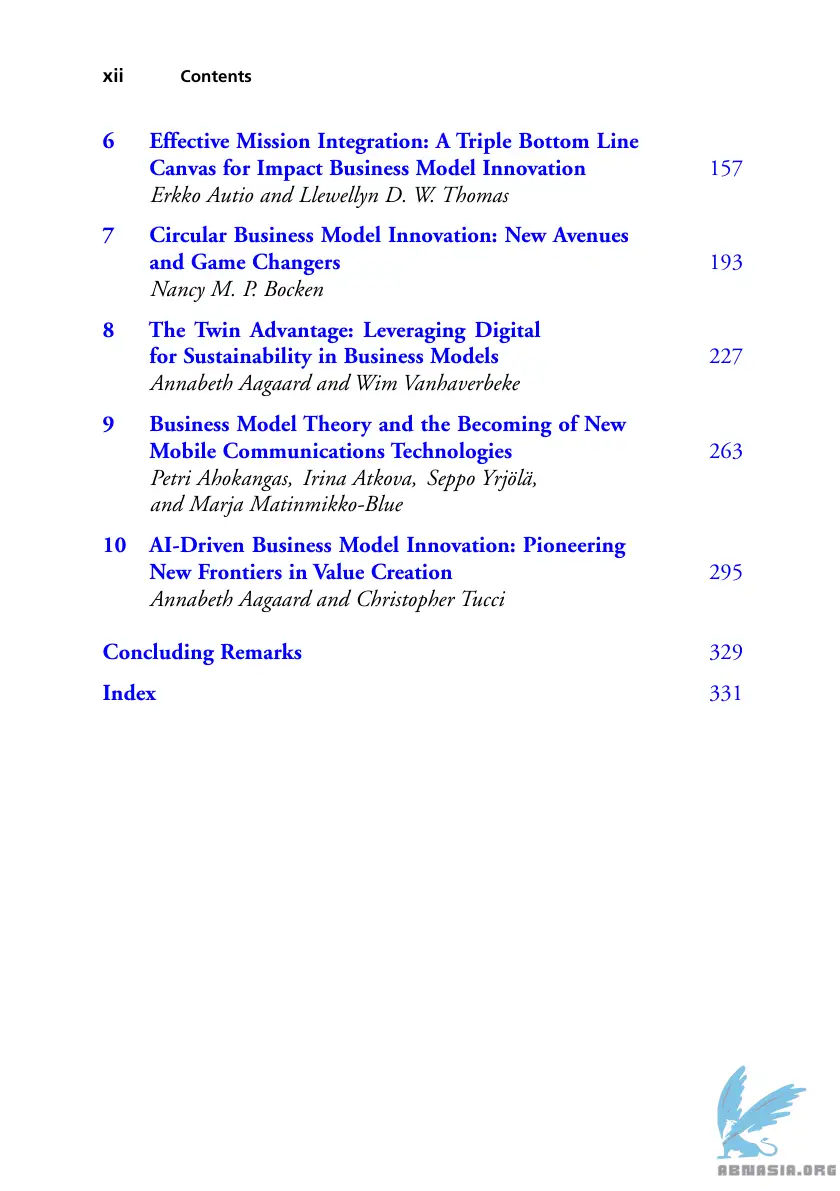 xii Contents
6 Effective Mission Integration: A Triple Bottom Line
Canvas for Impact Business Model Innovation 157
Erkko Autio and Llewellyn D. W. Thomas
7 Circular Business Model Innovation: New Avenues
and Game Changers 193
Nancy M. P. Bocken
8 The Twin Advantage: Leveraging Digital
for Sustainability in Business Models 227
Annabeth Aagaard and Wim Vanhaverbeke
9 Business Model Theory and the Becoming of New
Mobile Communications Technologies 263
Petri Ahokangas, Irina Atkova, Seppo Yrjölä,
and Marja Matinmikko-Blue
10 AI-Driven Business Model Innovation: Pioneering
New Frontiers in Value Creation 295
Annabeth Aagaard and Christopher Tucci
Concluding Remarks 329
Index 331
ABNASIA.ORG